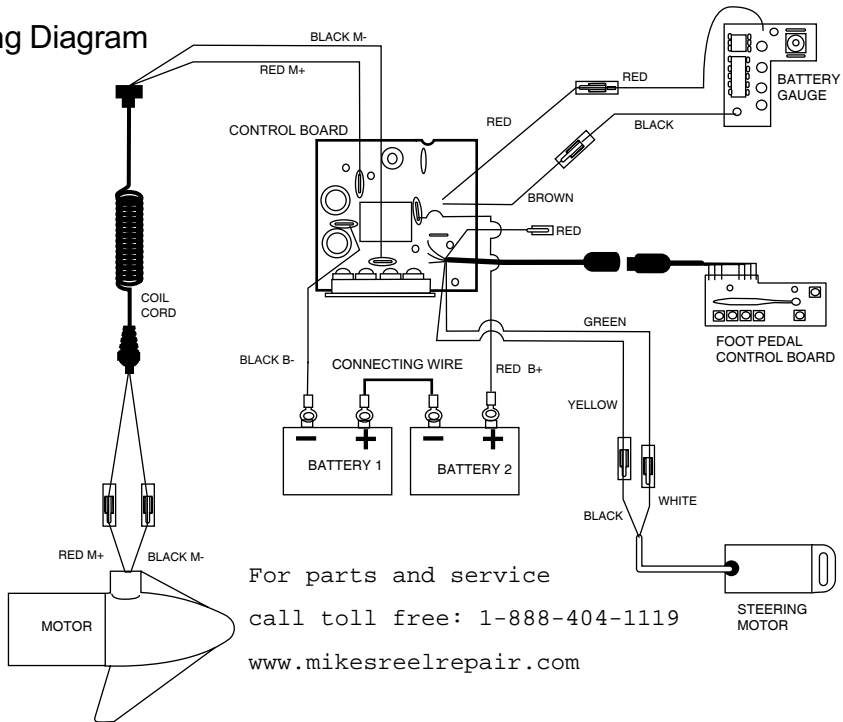 ng Diagram
BLACK M-
RED M+
CONTROL BOARD
RED
RED
BLACK
BATTERY
GAUGE
BROWN
RED
COIL
CORD
GREEN
FOOT PEDAL
CONTROL BOARD
BLACK B-
CONNECTING WIRE
RED B+
YELLOW
BATTERY 1
BATTERY 2
BLACK
WHITE
RED M+
BLACK M-
MOTOR
STEERING
MOTOR
For parts and service
call toll free: 1-888-404-1119
www.mikesreelrepair.com